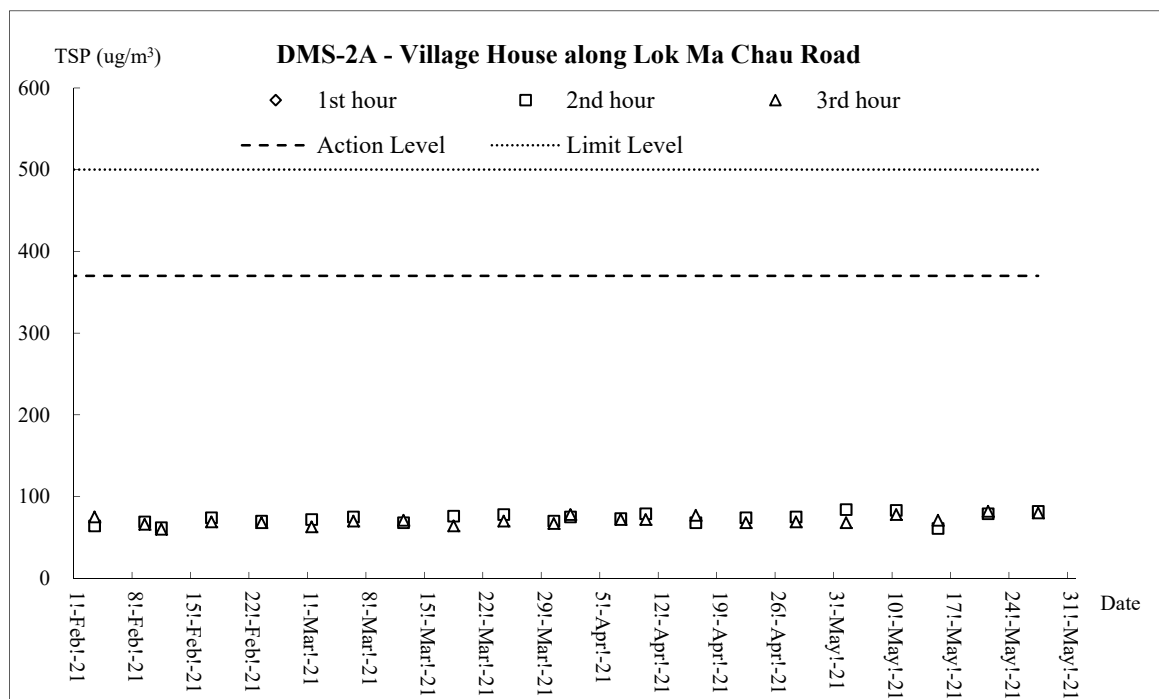 TSP (ug/m³)
DMS-2A - Village House along Lok Ma Chau Road
1st hour
2nd hour
3rd hour
Action Level
Limit Level
600
500
400
300
200
100
0
1!-Feb!-21
8!-Feb!-21
15!-Feb!-21
22!-Feb!-21
1!-Mar!-21
8!-Mar!-21
15!-Mar!-21
22!-Mar!-21
29!-Mar!-21
5!-Apr!-21
12!-Apr!-21
19!-Apr!-21
26!-Apr!-21
3!-May!-21
10!-May!-21
17!-May!-21
24!-May!-21
31!-May!-21
Date